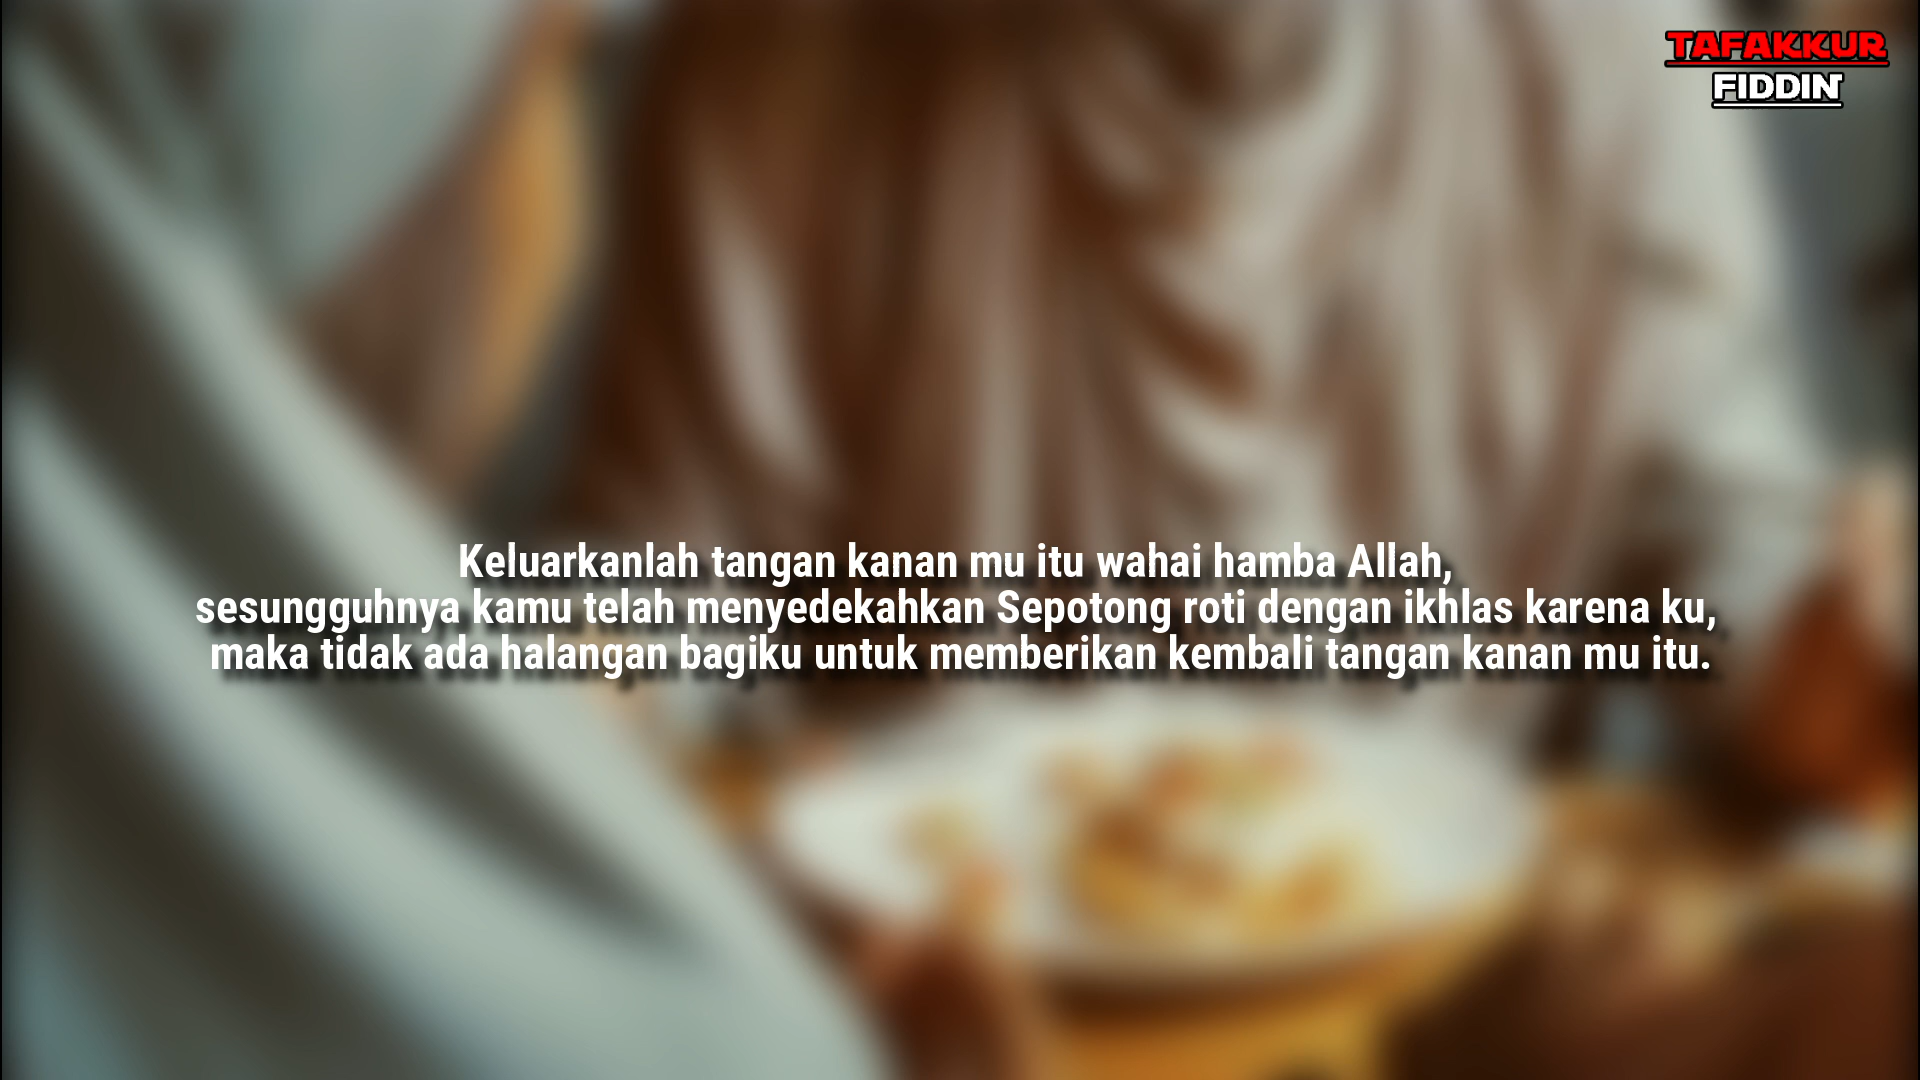 TAFAKKUR
FIDDIN
Keluarkanlah tangan kanan mu itu wahai hamba Allah,
sesungguhnya kamu telah menyedekahkan Sepotong roti dengan ikhlas karena ku,
maka tidak ada halangan bagiku untuk memberikan kembali tangan kanan mu itu.